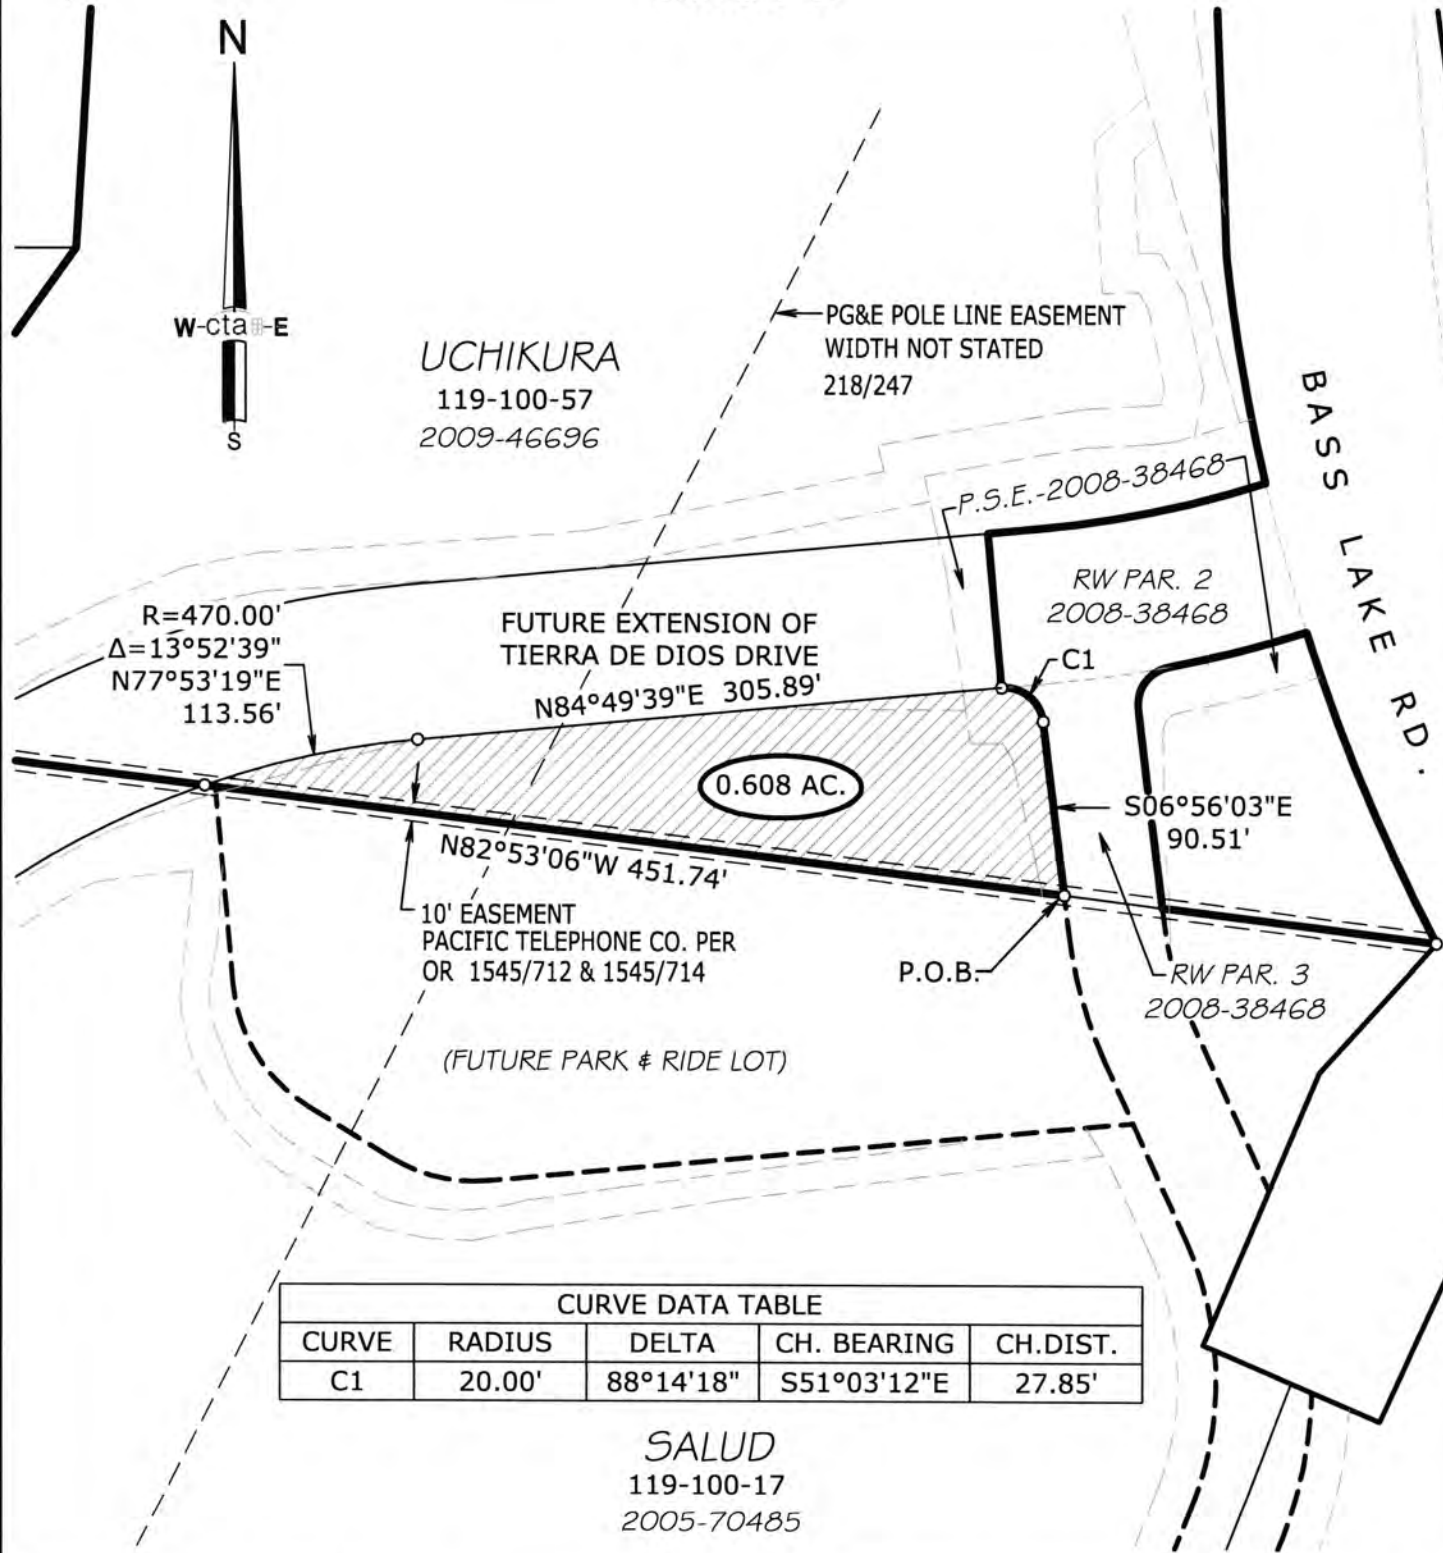 N
W-cta-E
S
UCHIKURA
119-100-57
2009-46696
PG&E POLE LINE EASEMENT
WIDTH NOT STATED
218/247
BASS LAKE RD.
P.S.E.-2008-38468
RW PAR. 2
2008-38468
R=470.00'
Δ=13°52'39"
N77°53'19"E
113.56'
FUTURE EXTENSION OF
TIERRA DE DIOS DRIVE
N84°49'39"E 305.89'
C1
0.608 AC.
S06°56'03"E
90.51'
N82°53'06"W 451.74'
10' EASEMENT
PACIFIC TELEPHONE CO. PER
OR 1545/712 & 1545/714
P.O.B.
RW PAR. 3
2008-38468
(FUTURE PARK & RIDE LOT)
CURVE DATA TABLE
CURVE RADIUS DELTA CH. BEARING CH.DIST.
C1 20.00' 88°14'18" S51°03'12"E 27.85'
SALUD
119-100-17
2005-70485